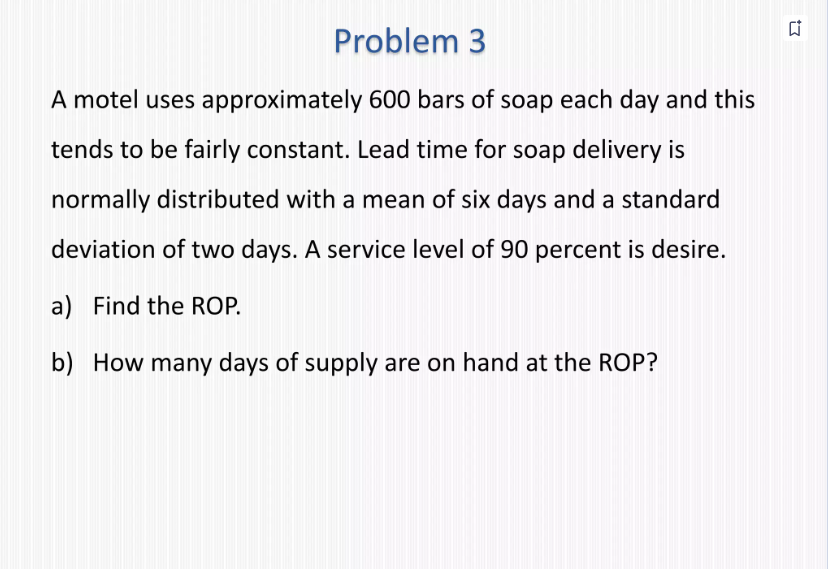 Problem 3
A motel uses approximately 600 bars of soap each day and this
tends to be fairly constant. Lead time for soap delivery is
normally distributed with a mean of six days and a standard
deviation of two days. A service level of 90 percent is desire.
a) Find the ROP.
b) How many days of supply are on hand at the ROP?